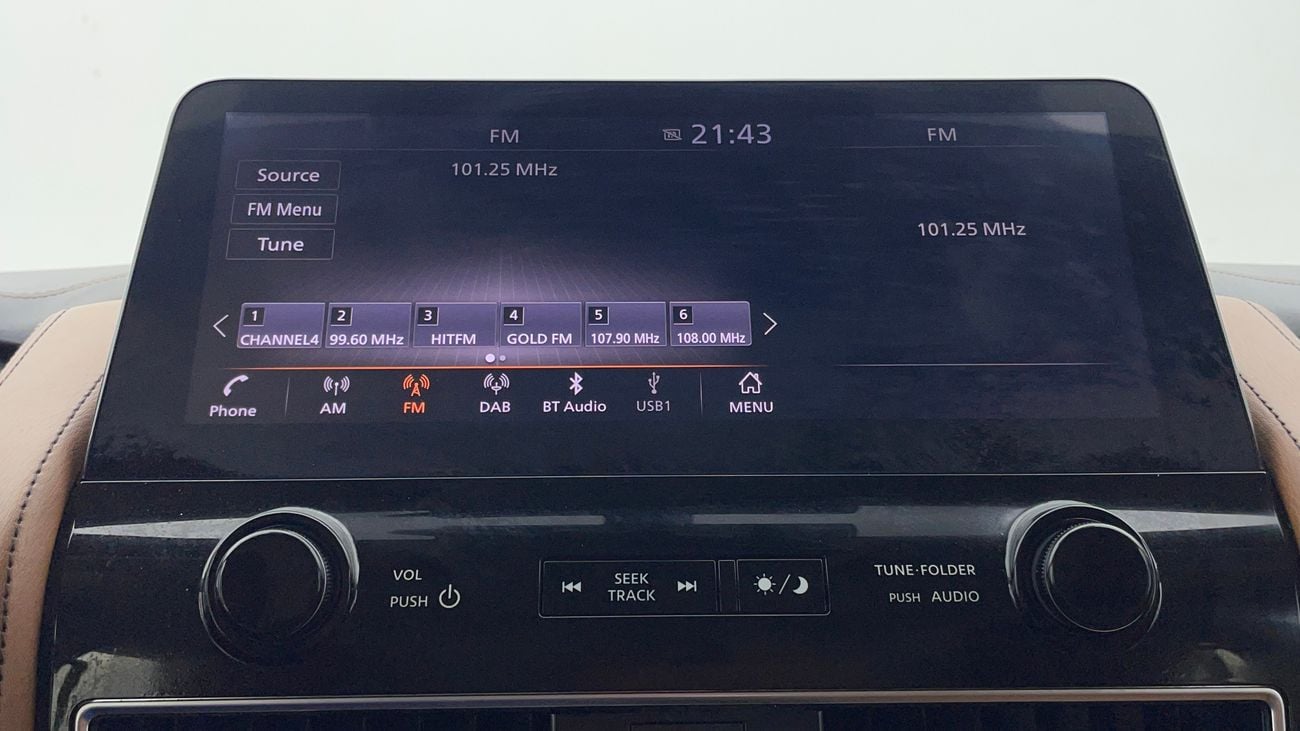 FM
21:43
FM
101.25 MHz
Source
FM Menu
Tune
101.25 MHz
1 CHANNEL4
2 99.60 MHz
3 HITFM
4 GOLD FM
5 107.90 MHz
6 108.00 MHz
Phone
AM
FM
DAB
BT Audio
USB1
MENU
VOL
PUSH
SEEK
TRACK
TUNE·FOLDER
PUSH AUDIO